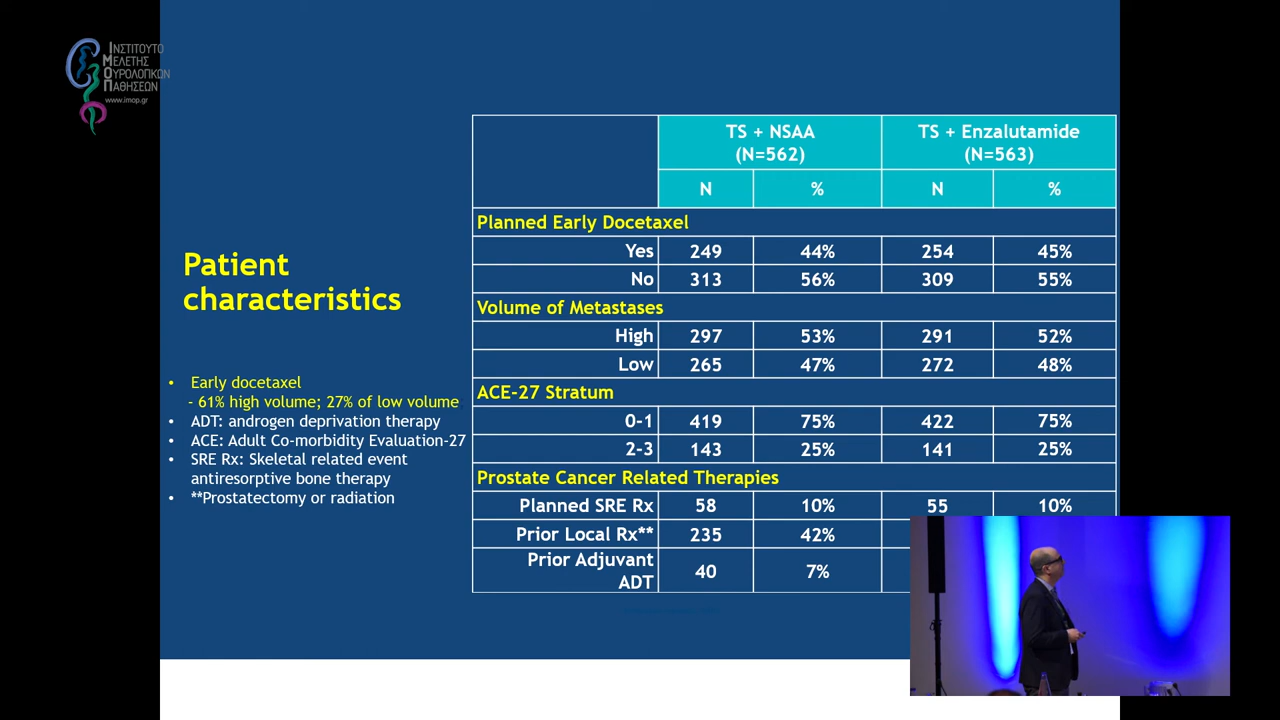 ΙΝΣΤΙΤΟΥΤΟ
ΜΕΛΕΤΗΣ
ΟΥΡΟΛΟΓΙΚΩΝ
ΠΑΘΗΣΕΩΝ
www.imop.gr
Patient
characteristics
• Early docetaxel
- 61% high volume; 27% of low volume
• ADT: androgen deprivation therapy
• ACE: Adult Co-morbidity Evaluation-27
• SRE Rx: Skeletal related event
antiresorptive bone therapy
• **Prostatectomy or radiation
TS + NSAA (N=562) TS + Enzalutamide (N=563)
N % N %
Planned Early Docetaxel
Yes 249 44% 254 45%
No 313 56% 309 55%
Volume of Metastases
High 297 53% 291 52%
Low 265 47% 272 48%
ACE-27 Stratum
0-1 419 75% 422 75%
2-3 143 25% 141 25%
Prostate Cancer Related Therapies
Planned SRE Rx 58 10% 55 10%
Prior Local Rx** 235 42%
Prior Adjuvant
ADT 40 7%